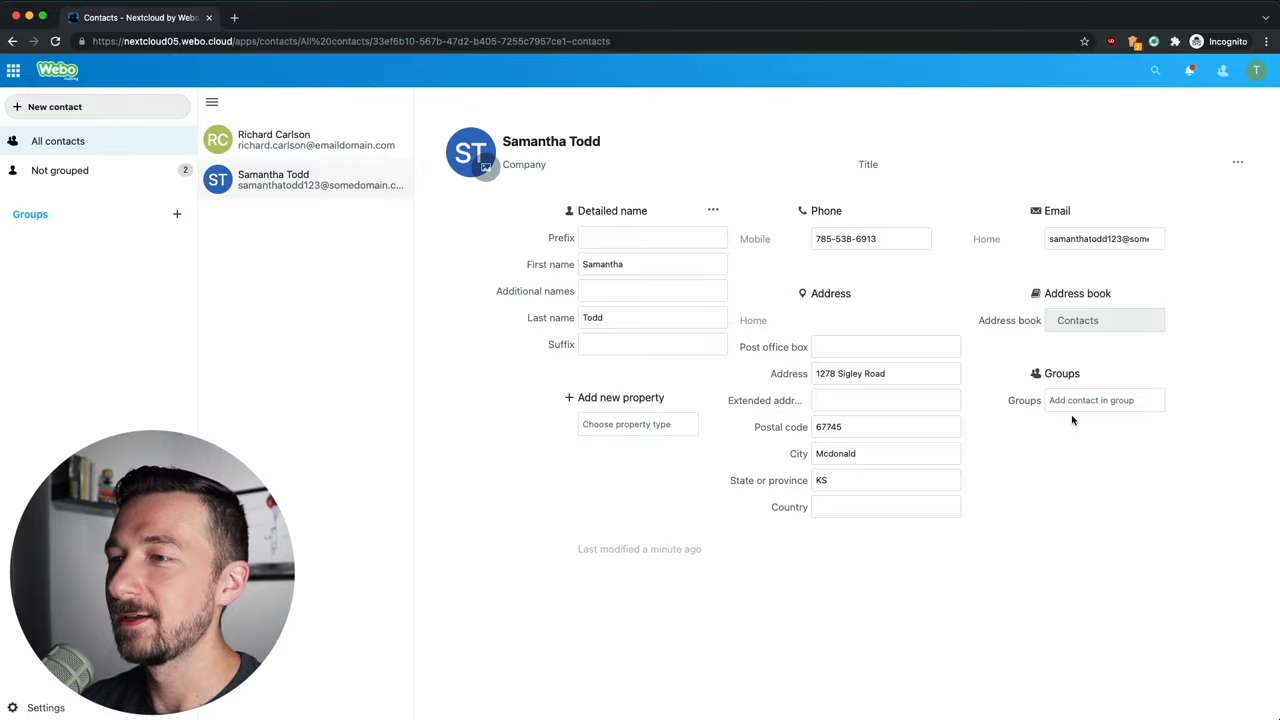 Contacts - Nextcloud by Webo
https://nextcloud05.webo.cloud/apps/contacts/All%20contacts/33ef6b10-567b-47d2-b405-7255c7957ce1~contacts
2
Incognito
Webo
T
New contact
All contacts
Not grouped
2
Groups
RC
Richard Carlson
richard.carlson@emaildomain.com
ST
Samantha Todd
samanthatodd123@somedomain.c...
ST
Samantha Todd
Company
Title
Detailed name
Prefix
First name Samantha
Additional names
Last name Todd
Suffix
Add new property
Choose property type
Phone
Mobile 785-538-6913
Address
Home
Post office box
Address 1278 Sigley Road
Extended addr...
Postal code 67745
City Mcdonald
State or province KS
Country
Email
Home samanthatodd123@som
Address book
Address book Contacts
Groups
Groups Add contact in group
Last modified a minute ago
Settings